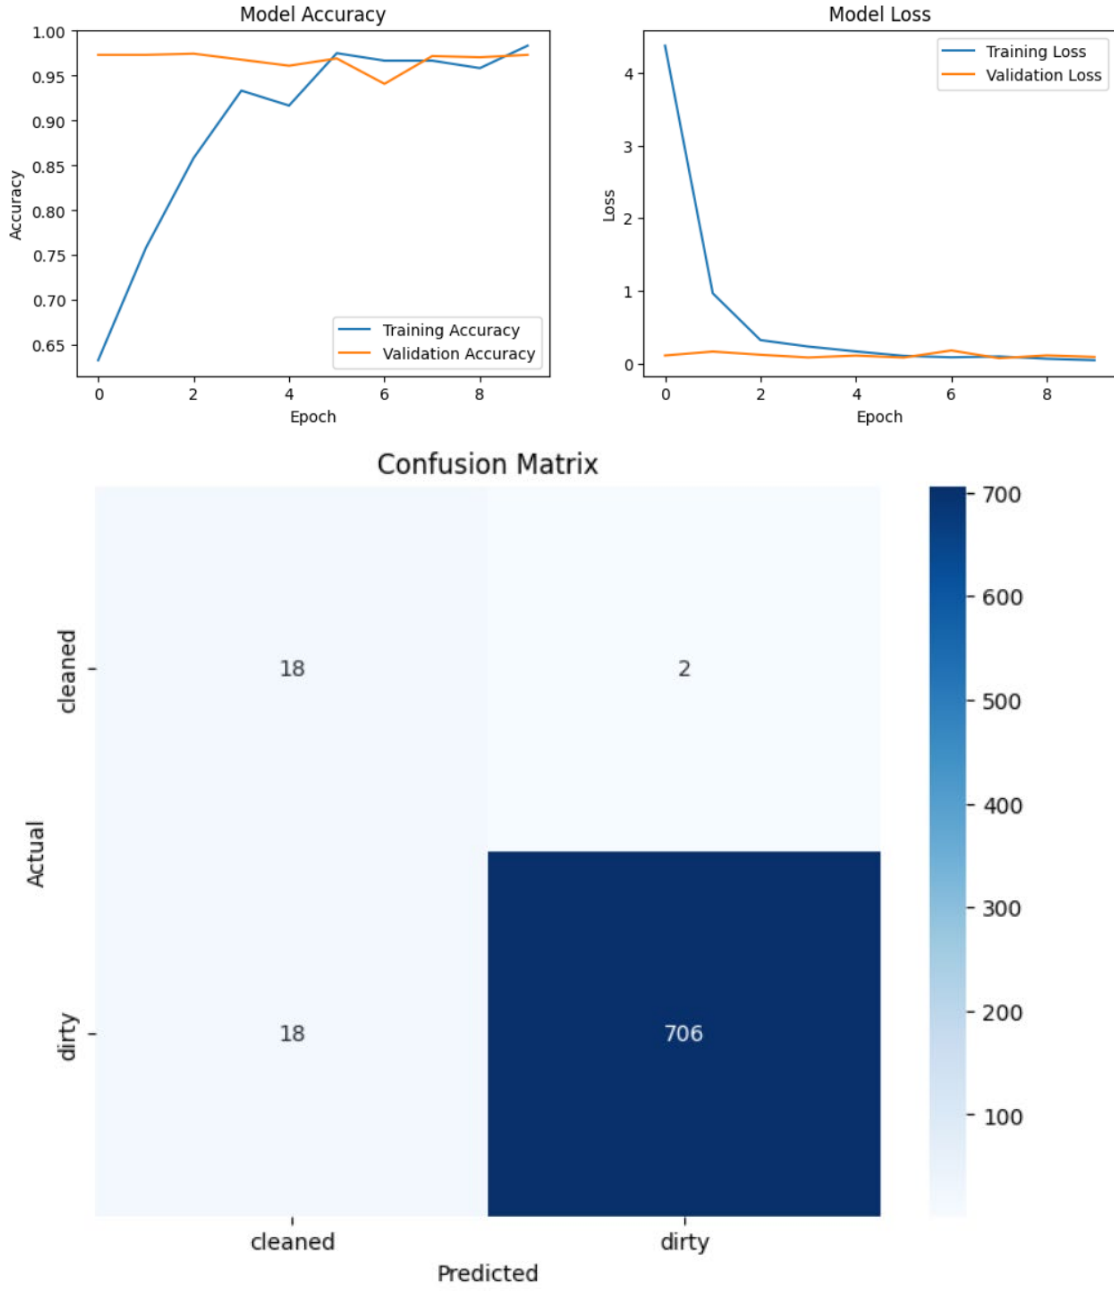 Model Accuracy
1.00
0.95
0.90
0.85
0.80
0.75
0.70
0.65
Accuracy
0 2 4 6 8
Epoch
Training Accuracy
Validation Accuracy
Model Loss
4
3
2
1
0
Loss
0 2 4 6 8
Epoch
Training Loss
Validation Loss
Confusion Matrix
cleaned
dirty
Actual
18 2
18 706
cleaned dirty
Predicted
700
600
500
400
300
200
100